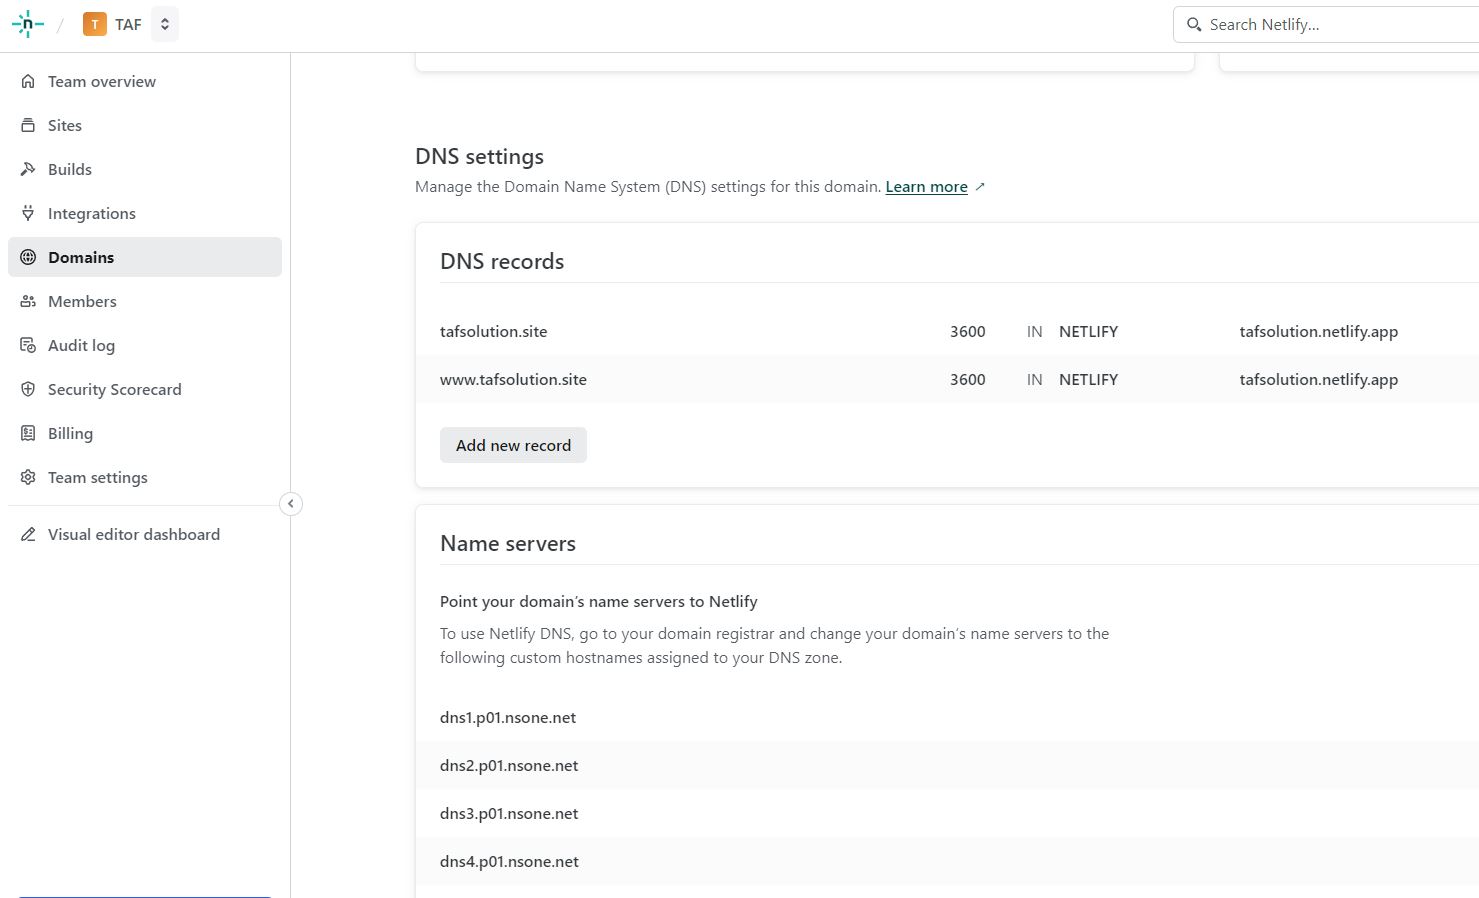 n / T TAF
Search Netlify...
Team overview
Sites
Builds
Integrations
Domains
Members
Audit log
Security Scorecard
Billing
Team settings
Visual editor dashboard
DNS settings
Manage the Domain Name System (DNS) settings for this domain. Learn more ↗
DNS records
tafsolution.site 3600 IN NETLIFY tafsolution.netlify.app
www.tafsolution.site 3600 IN NETLIFY tafsolution.netlify.app
Add new record
Name servers
Point your domain’s name servers to Netlify
To use Netlify DNS, go to your domain registrar and change your domain’s name servers to the
following custom hostnames assigned to your DNS zone.
dns1.p01.nsone.net
dns2.p01.nsone.net
dns3.p01.nsone.net
dns4.p01.nsone.net